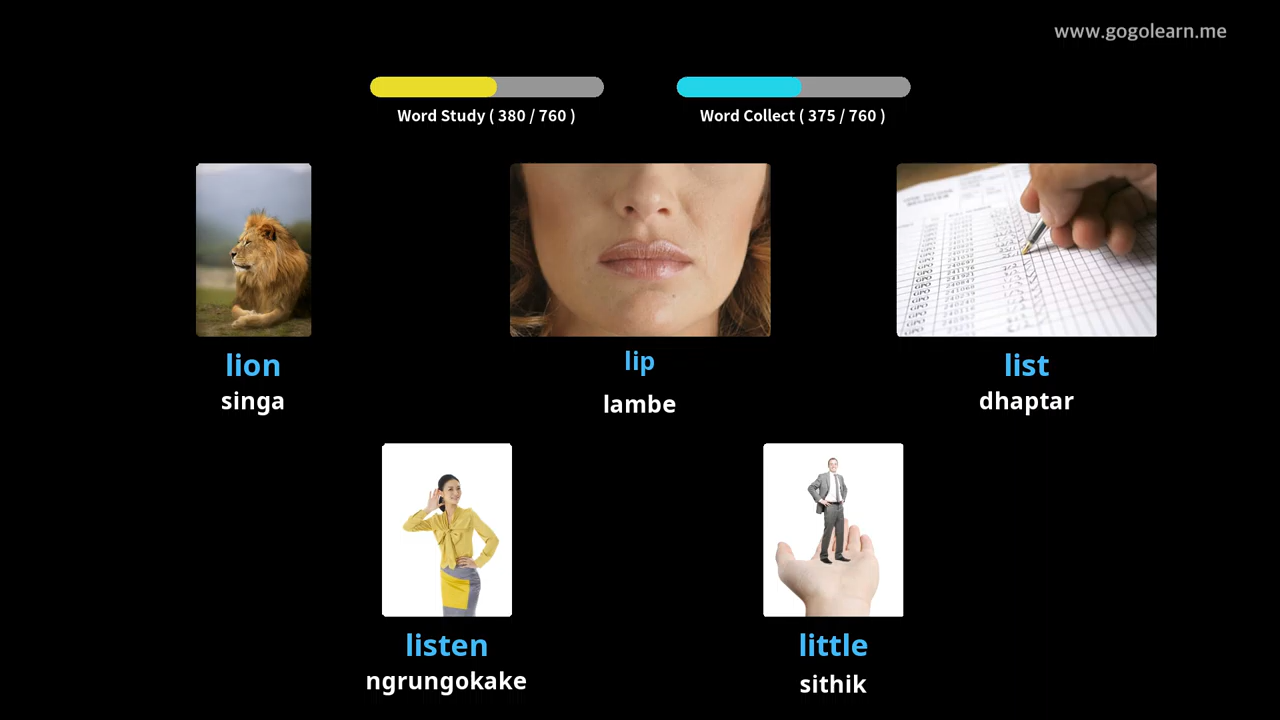 www.gogolearn.me
Word Study ( 380 / 760 )
Word Collect ( 375 / 760 )
lion
singa
lip
lambe
list
dhaptar
listen
ngrungokake
little
sithik